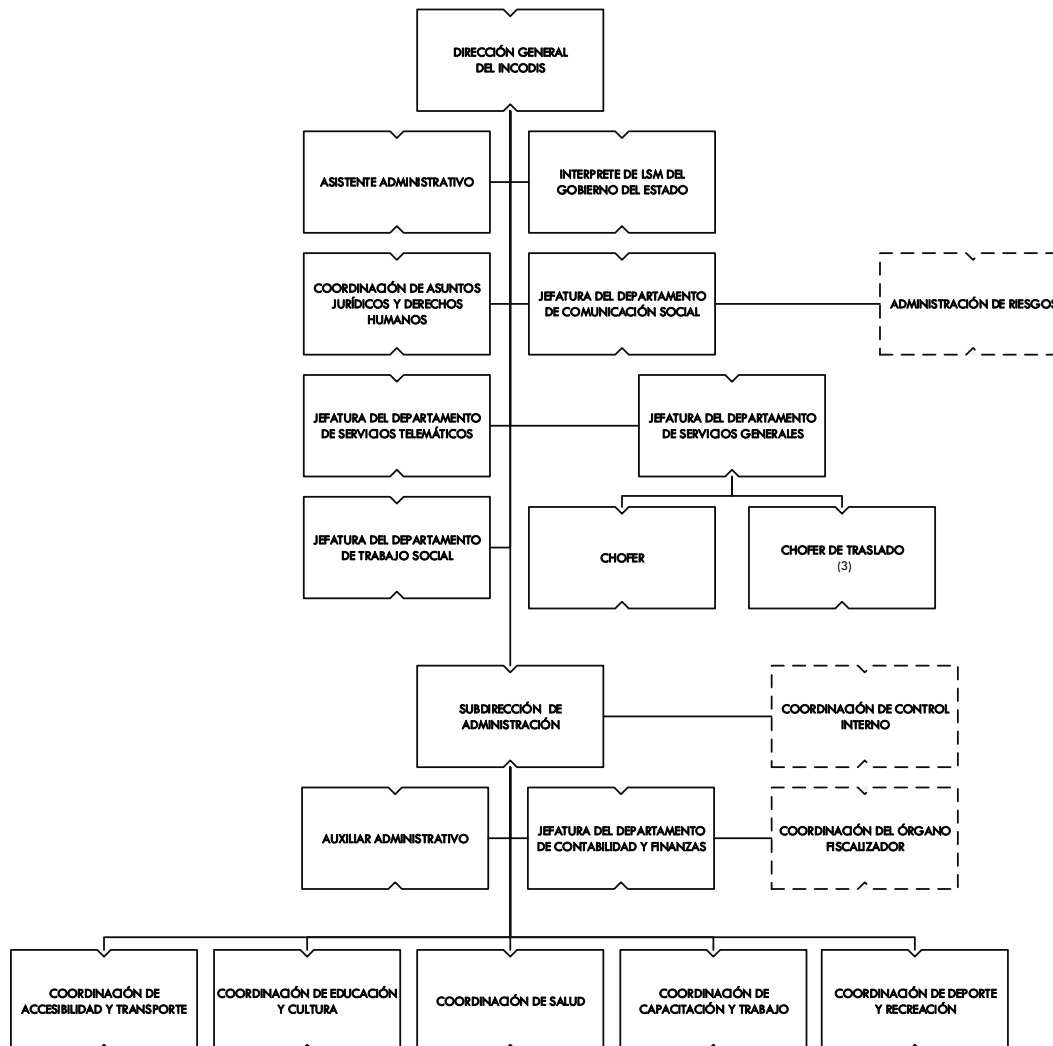 DIRECCIÓN GENERAL
DEL INCODIS
ASISTENTE ADMINISTRATIVO
INTERPRETE DE LSM DEL
GOBIERNO DEL ESTADO
COORDINACIÓN DE ASUNTOS
JURÍDICOS Y DERECHOS
HUMANOS
JEFATURA DEL DEPARTAMENTO
DE COMUNICACIÓN SOCIAL
ADMINISTRACIÓN DE RIESGOS
JEFATURA DEL DEPARTAMENTO
DE SERVICIOS TELEMÁTICOS
JEFATURA DEL DEPARTAMENTO
DE SERVICIOS GENERALES
JEFATURA DEL DEPARTAMENTO
DE TRABAJO SOCIAL
CHOFER
CHOFER DE TRASLADO
(3)
SUBDIRECCIÓN DE
ADMINISTRACIÓN
COORDINACIÓN DE CONTROL
INTERNO
AUXILIAR ADMINISTRATIVO
JEFATURA DEL DEPARTAMENTO
DE CONTABILIDAD Y FINANZAS
COORDINACIÓN DEL ÓRGANO
FISCALIZADOR
COORDINACIÓN DE
ACCESIBILIDAD Y TRANSPORTE
COORDINACIÓN DE EDUCACIÓN
Y CULTURA
COORDINACIÓN DE SALUD
COORDINACIÓN DE
CAPACITACIÓN Y TRABAJO
COORDINACIÓN DE DEPORTE
Y RECREACIÓN